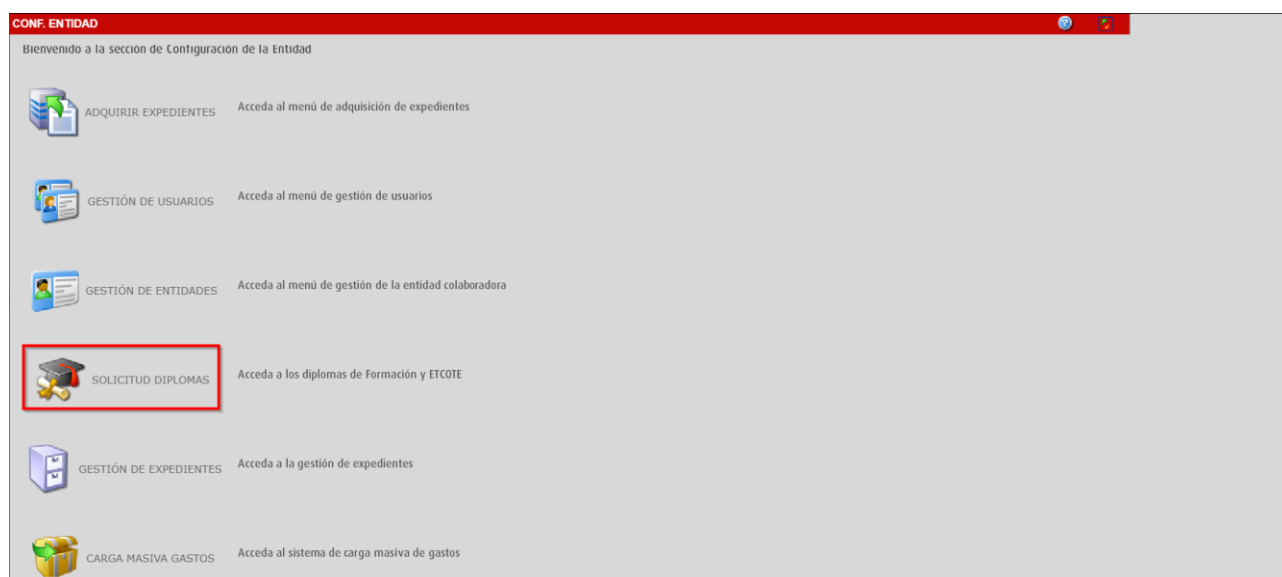 CONF. ENTIDAD
Bienvenido a la sección de Configuración de la Entidad
ADQUIRIR EXPEDIENTES Acceda al menú de adquisición de expedientes
GESTIÓN DE USUARIOS Acceda al menú de gestión de usuarios
GESTIÓN DE ENTIDADES Acceda al menú de gestión de la entidad colaboradora
SOLICITUD DIPLOMAS Acceda a los diplomas de Formación y ETCOTE
GESTIÓN DE EXPEDIENTES Acceda a la gestión de expedientes
CARGA MASIVA GASTOS Acceda al sistema de carga masiva de gastos